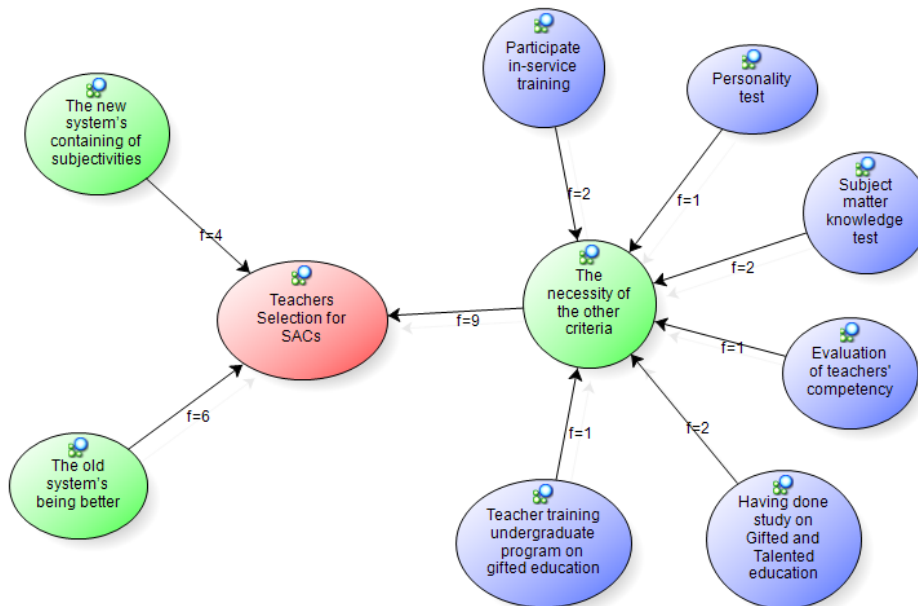 Participate
in-service
training
Personality
test
The new
system's
containing of
subjectivities
Subject
matter
knowledge
test
f=2
f=1
f=4
f=2
The
necessity of
the other
criteria
Teachers
Selection for
SACs
f=9
f=1
Evaluation
of teachers'
competency
f=6
f=1
f=2
The old
system's
being better
Teacher training
undergraduate
program on
gifted education
Having done
study on
Gifted and
Talented
education